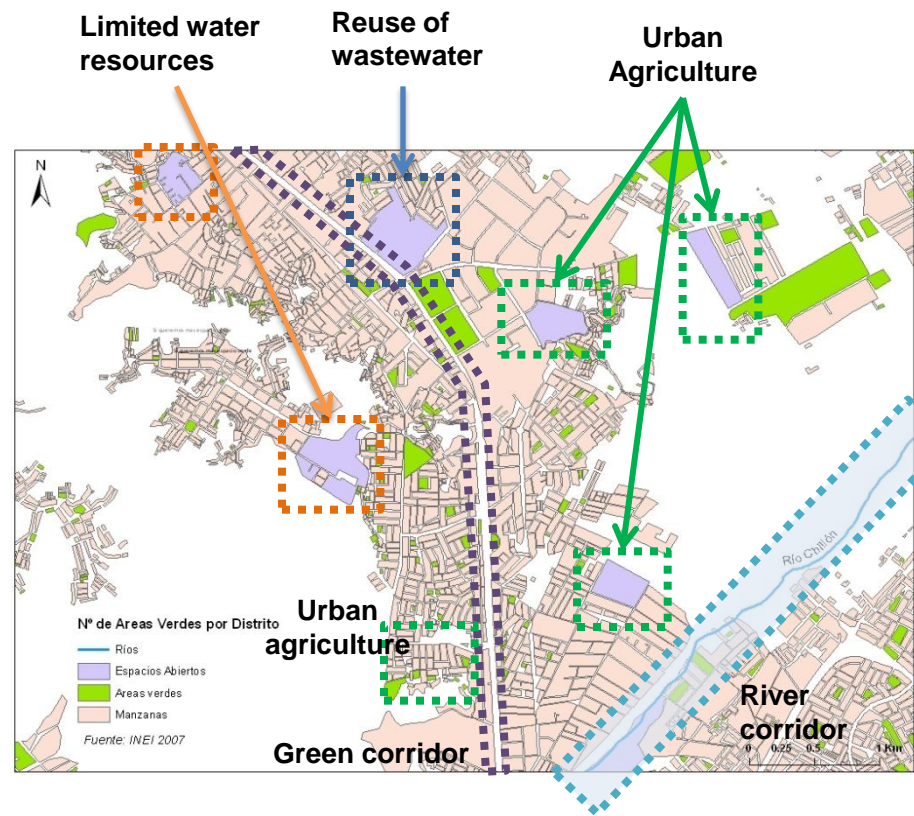 Limited water
resources
Reuse of
wastewater
Urban
Agriculture
N
Río Chillón
Urban
agriculture
N° de Areas Verdes por Distrito
Ríos
Espacios Abiertos
Areas verdes
Manzanas
Fuente: INEI 2007
Green corridor
River
corridor
0 0.25 0.5 1 Km